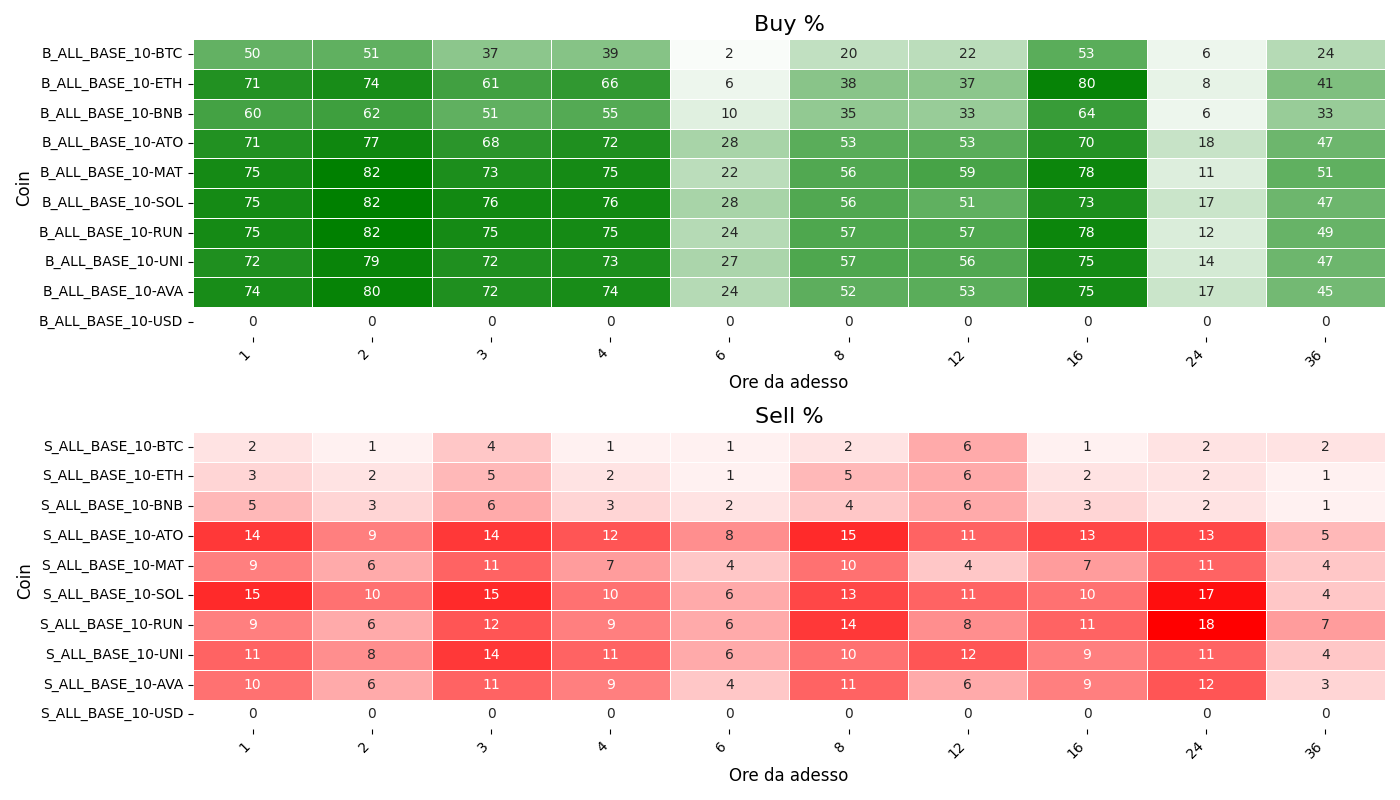 Buy %
Coin
B_ALL_BASE_10-BTC 50 51 37 39 2 20 22 53 6 24
B_ALL_BASE_10-ETH 71 74 61 66 6 38 37 80 8 41
B_ALL_BASE_10-BNB 60 62 51 55 10 35 33 64 6 33
B_ALL_BASE_10-ATO 71 77 68 72 28 53 53 70 18 47
B_ALL_BASE_10-MAT 75 82 73 75 22 56 59 78 11 51
B_ALL_BASE_10-SOL 75 82 76 76 28 56 51 73 17 47
B_ALL_BASE_10-RUN 75 82 75 75 24 57 57 78 12 49
B_ALL_BASE_10-UNI 72 79 72 73 27 57 56 75 14 47
B_ALL_BASE_10-AVA 74 80 72 74 24 52 53 75 17 45
B_ALL_BASE_10-USD 0 0 0 0 0 0 0 0 0 0
1 2 3 4 6 8 12 16 24 36
Ore da adesso
Sell %
Coin
S_ALL_BASE_10-BTC 2 1 4 1 1 2 6 1 2 2
S_ALL_BASE_10-ETH 3 2 5 2 1 5 6 2 2 1
S_ALL_BASE_10-BNB 5 3 6 3 2 4 6 3 2 1
S_ALL_BASE_10-ATO 14 9 14 12 8 15 11 13 13 5
S_ALL_BASE_10-MAT 9 6 11 7 4 10 4 7 11 4
S_ALL_BASE_10-SOL 15 10 15 10 6 13 11 10 17 4
S_ALL_BASE_10-RUN 9 6 12 9 6 14 8 11 18 7
S_ALL_BASE_10-UNI 11 8 14 11 6 10 12 9 11 4
S_ALL_BASE_10-AVA 10 6 11 9 4 11 6 9 12 3
S_ALL_BASE_10-USD 0 0 0 0 0 0 0 0 0 0
1 2 3 4 6 8 12 16 24 36
Ore da adesso